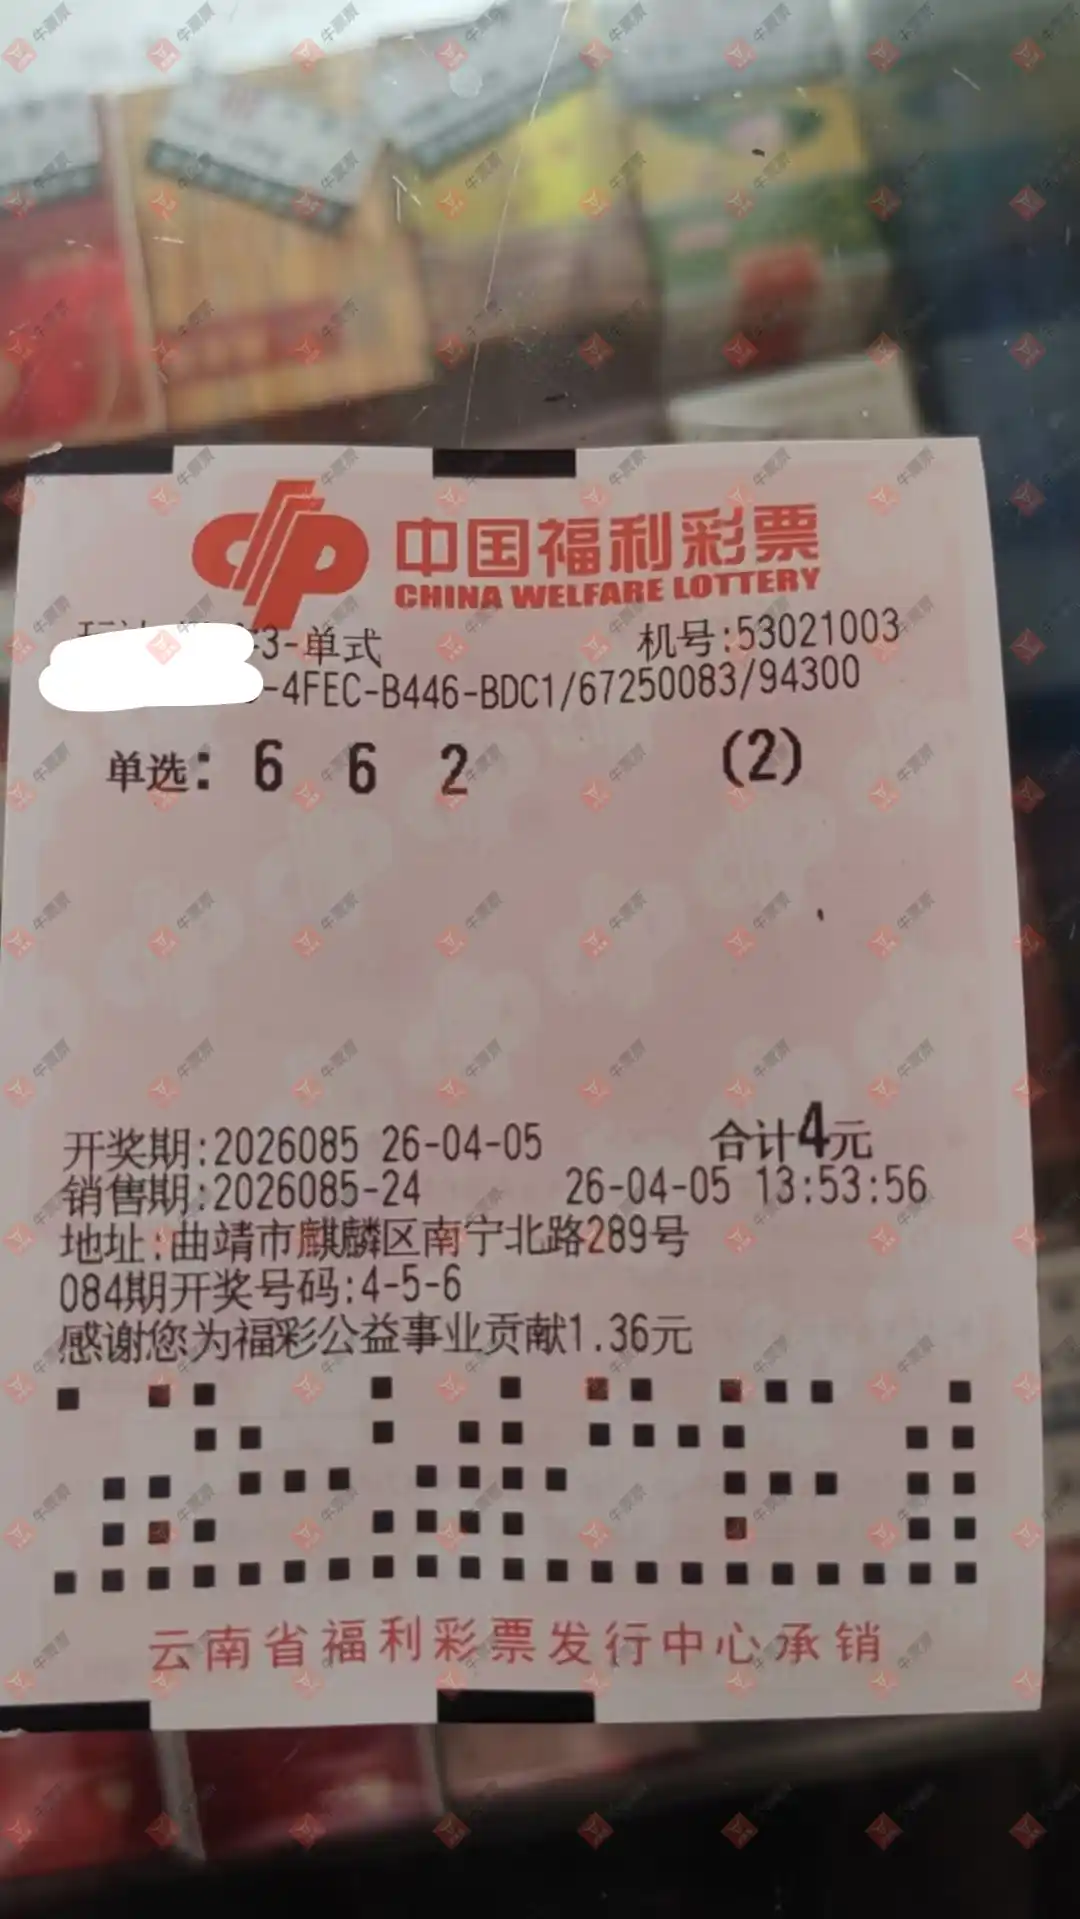 中国福利彩票
CHINA WELFARE LOTTERY
3-单式 机号:53021003
-4FEC-B446-BDC1/67250083/94300
单选: 6 6 2 (2)
开奖期:2026085 26-04-05 合计4元
销售期:2026085-24 26-04-05 13:53:56
地址:曲靖市麒麟区南宁北路289号
084期开奖号码:4-5-6
感谢您为福彩公益事业贡献1.36元
云南省福利彩票发行中心承销